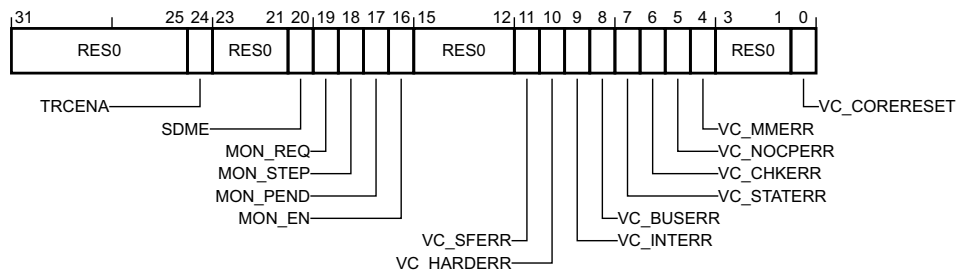 31 25 24 23 21 20 19 18 17 16 15 12 11 10 9 8 7 6 5 4 3 1 0
RES0 RES0 RES0 RES0
TRCENA VC_CORERESET
SDME VC_MMERR
MON_REQ VC_NOCPERR
MON_STEP VC_CHKERR
MON_PEND VC_STATERR
MON_EN VC_BUSERR
VC_SFERR VC_INTERR
VC_HARDERR